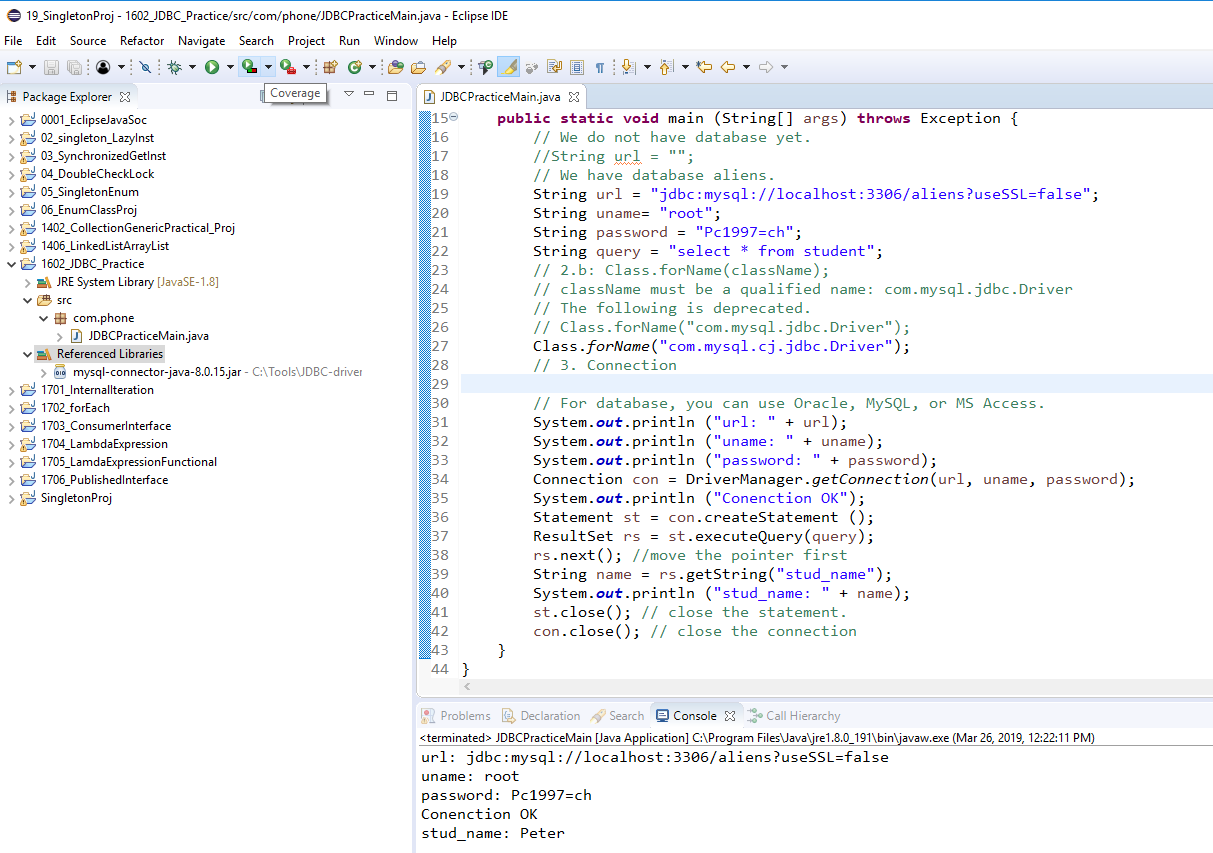 19_SingletonProj - 1602_JDBC_Practice/src/com/phone/JDBCPracticeMain.java - Eclipse IDE
File Edit Source Refactor Navigate Search Project Run Window Help
Package Explorer
Coverage
0001_EclipseJavaSoc
02_singleton_LazyInst
03_SynchronizedGetInst
04_DoubleCheckLock
05_SingletonEnum
06_EnumClassProj
1402_CollectionGenericPractical_Proj
1406_LinkedListArrayList
1602_JDBC_Practice
JRE System Library [JavaSE-1.8]
src
com.phone
JDBCPracticeMain.java
Referenced Libraries
mysql-connector-java-8.0.15.jar - C:\Tools\JDBC-driver
1701_InternalIteration
1702_forEach
1703_ConsumerInterface
1704_LambdaExpression
1705_LamdaExpressionFunctional
1706_PublishedInterface
SingletonProj
JDBCPracticeMain.java
15 public static void main (String[] args) throws Exception {
16 // We do not have database yet.
17 //String url = "";
18 // We have database aliens.
19 String url = "jdbc:mysql://localhost:3306/aliens?useSSL=false";
20 String uname= "root";
21 String password = "Pc1997=ch";
22 String query = "select * from student";
23 // 2.b: Class.forName(className);
24 // className must be a qualified name: com.mysql.jdbc.Driver
25 // The following is deprecated.
26 // Class.forName("com.mysql.jdbc.Driver");
27 Class.forName("com.mysql.cj.jdbc.Driver");
28 // 3. Connection
29
30 // For database, you can use Oracle, MySQL, or MS Access.
31 System.out.println ("url: " + url);
32 System.out.println ("uname: " + uname);
33 System.out.println ("password: " + password);
34 Connection con = DriverManager.getConnection(url, uname, password);
35 System.out.println ("Conenction OK");
36 Statement st = con.createStatement ();
37 ResultSet rs = st.executeQuery(query);
38 rs.next(); //move the pointer first
39 String name = rs.getString("stud_name");
40 System.out.println ("stud_name: " + name);
41 st.close(); // close the statement.
42 con.close(); // close the connection
43 }
44 }
Problems Declaration Search Console Call Hierarchy
<terminated> JDBCPracticeMain [Java Application] C:\Program Files\Java\jre1.8.0_191\bin\javaw.exe (Mar 26, 2019, 12:22:11 PM)
url: jdbc:mysql://localhost:3306/aliens?useSSL=false
uname: root
password: Pc1997=ch
Conenction OK
stud_name: Peter